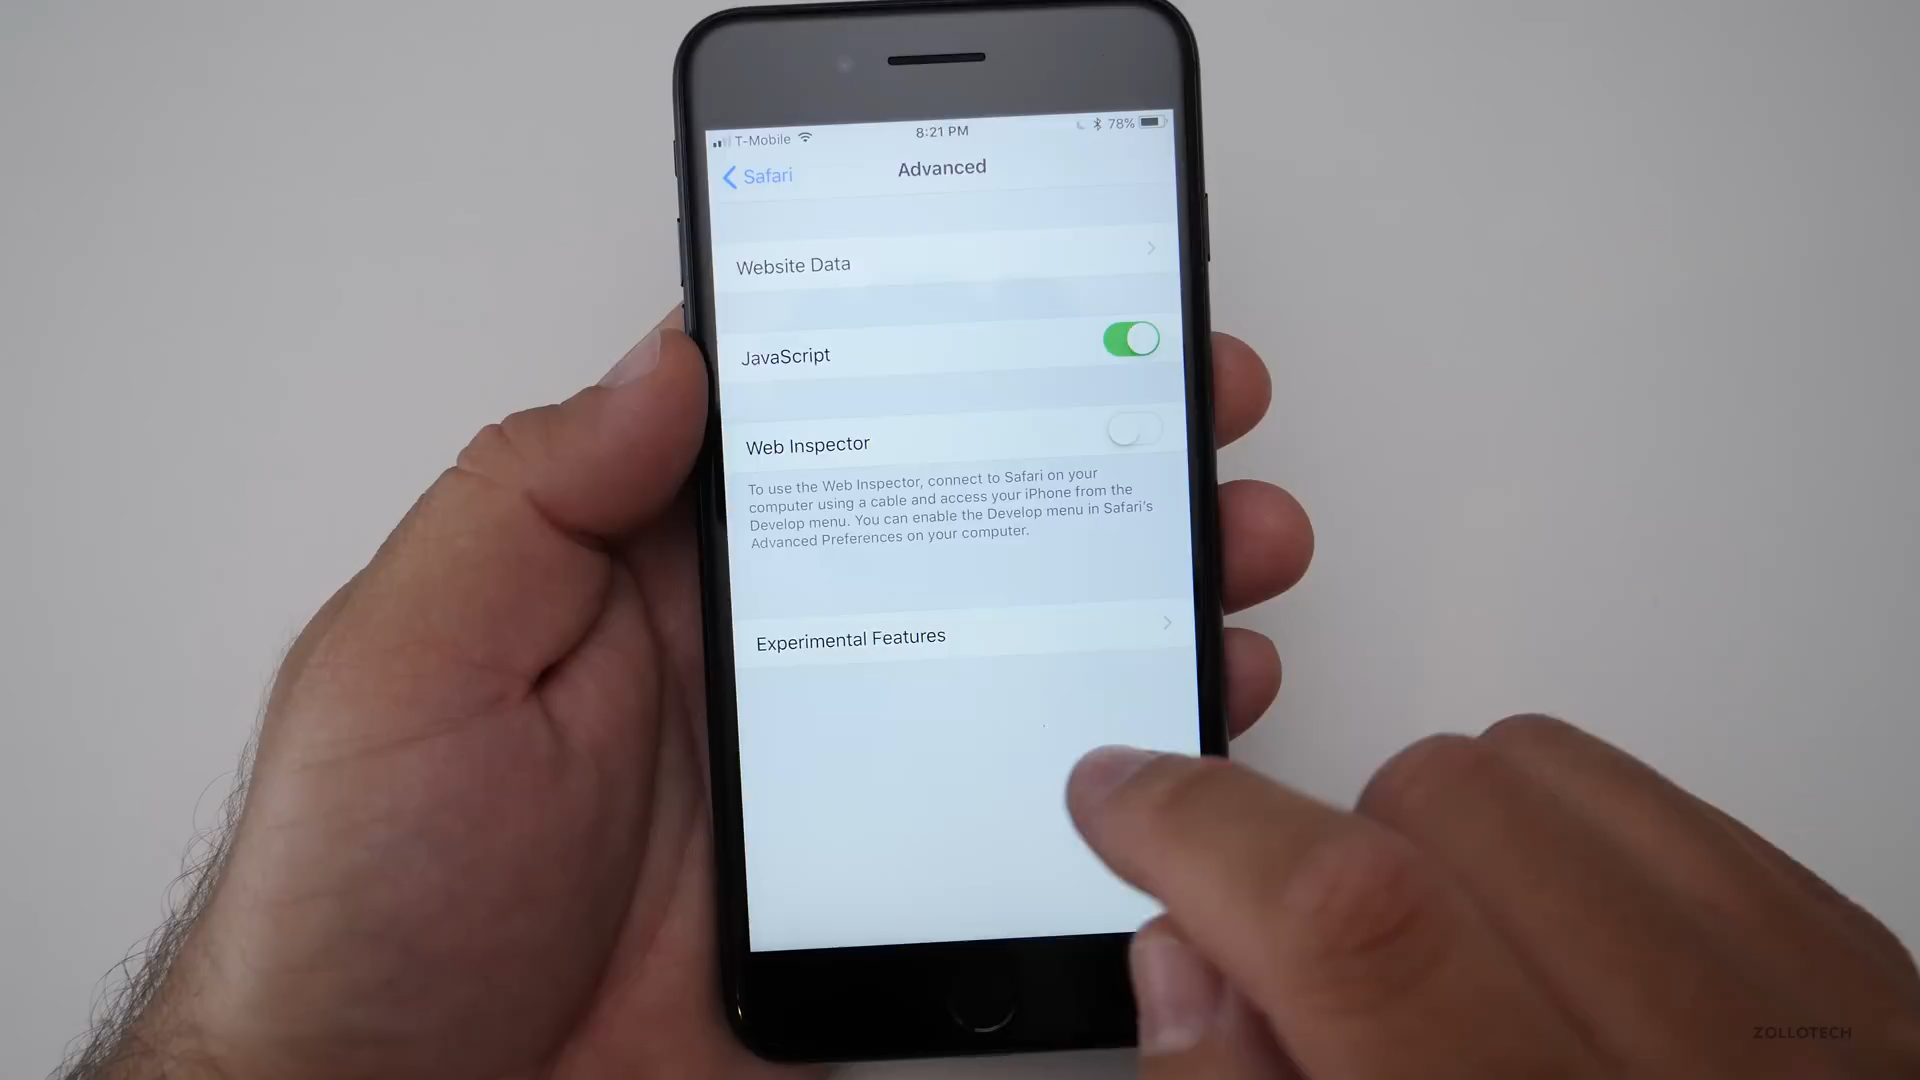 T-Mobile
8:21 PM
78%
Safari
Advanced
Website Data
JavaScript
Web Inspector
To use the Web Inspector, connect to Safari on your
computer using a cable and access your iPhone from the
Develop menu. You can enable the Develop menu in Safari's
Advanced Preferences on your computer.
Experimental Features
ZOLLOTECH